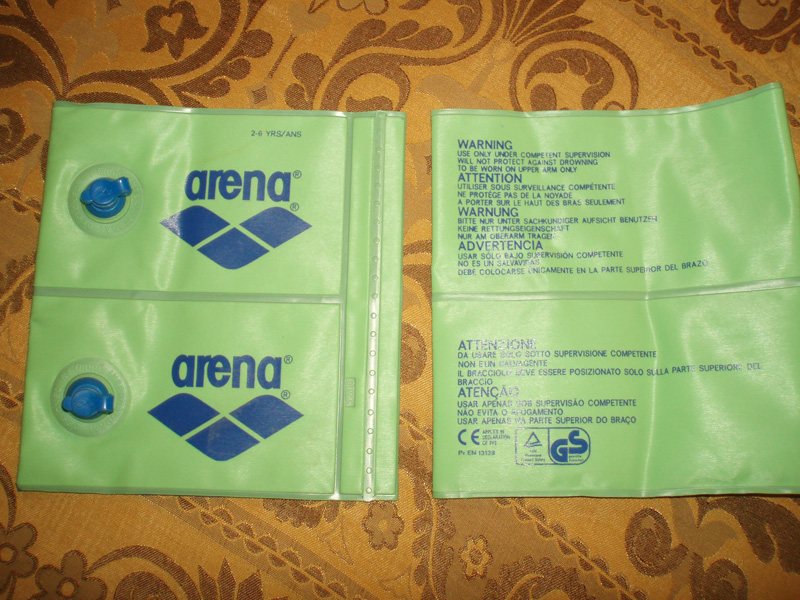 2-6 YRS/ANS
arena®
®
arena®
®
WARNING
USE ONLY UNDER COMPETENT SUPERVISION
WILL NOT PROTECT AGAINST DROWNING
TO BE WORN ON UPPER ARM ONLY
ATTENTION
UTILISER SOUS SURVEILLANCE COMPÉTENTE
NE PROTÈGE PAS DE LA NOYADE
A PORTER SUR LE HAUT DES BRAS SEULEMENT
WARNUNG
BITTE NUR UNTER SACHKUNDIGER AUFSICHT BENUTZEN
KEINE RETTUNGSEIGENSCHAFT
NUR AM OBERARM TRAGEN
ADVERTENCIA
USAR SÓLO BAJO SUPERVISIÓN COMPETENTE
NO ES UN SALVAVIDAS
DEBE COLOCARSE ÚNICAMENTE EN LA PARTE SUPERIOR DEL BRAZO
ATTENZIONE
DA USARE SOLO SOTTO SUPERVISIONE COMPETENTE
NON É UN SALVAGENTE
IL BRACCIOLO DEVE ESSERE POSIZIONATO SOLO SULLA PARTE SUPERIORE DEL
BRACCIO
ATENÇÃO
USAR APENAS SOB SUPERVISÃO COMPETENTE
NÃO EVITA O AFOGAMENTO
USAR APENAS NA PARTE SUPERIOR DO BRAÇO
CE
DECLARATION
GS
Pr EN 13138